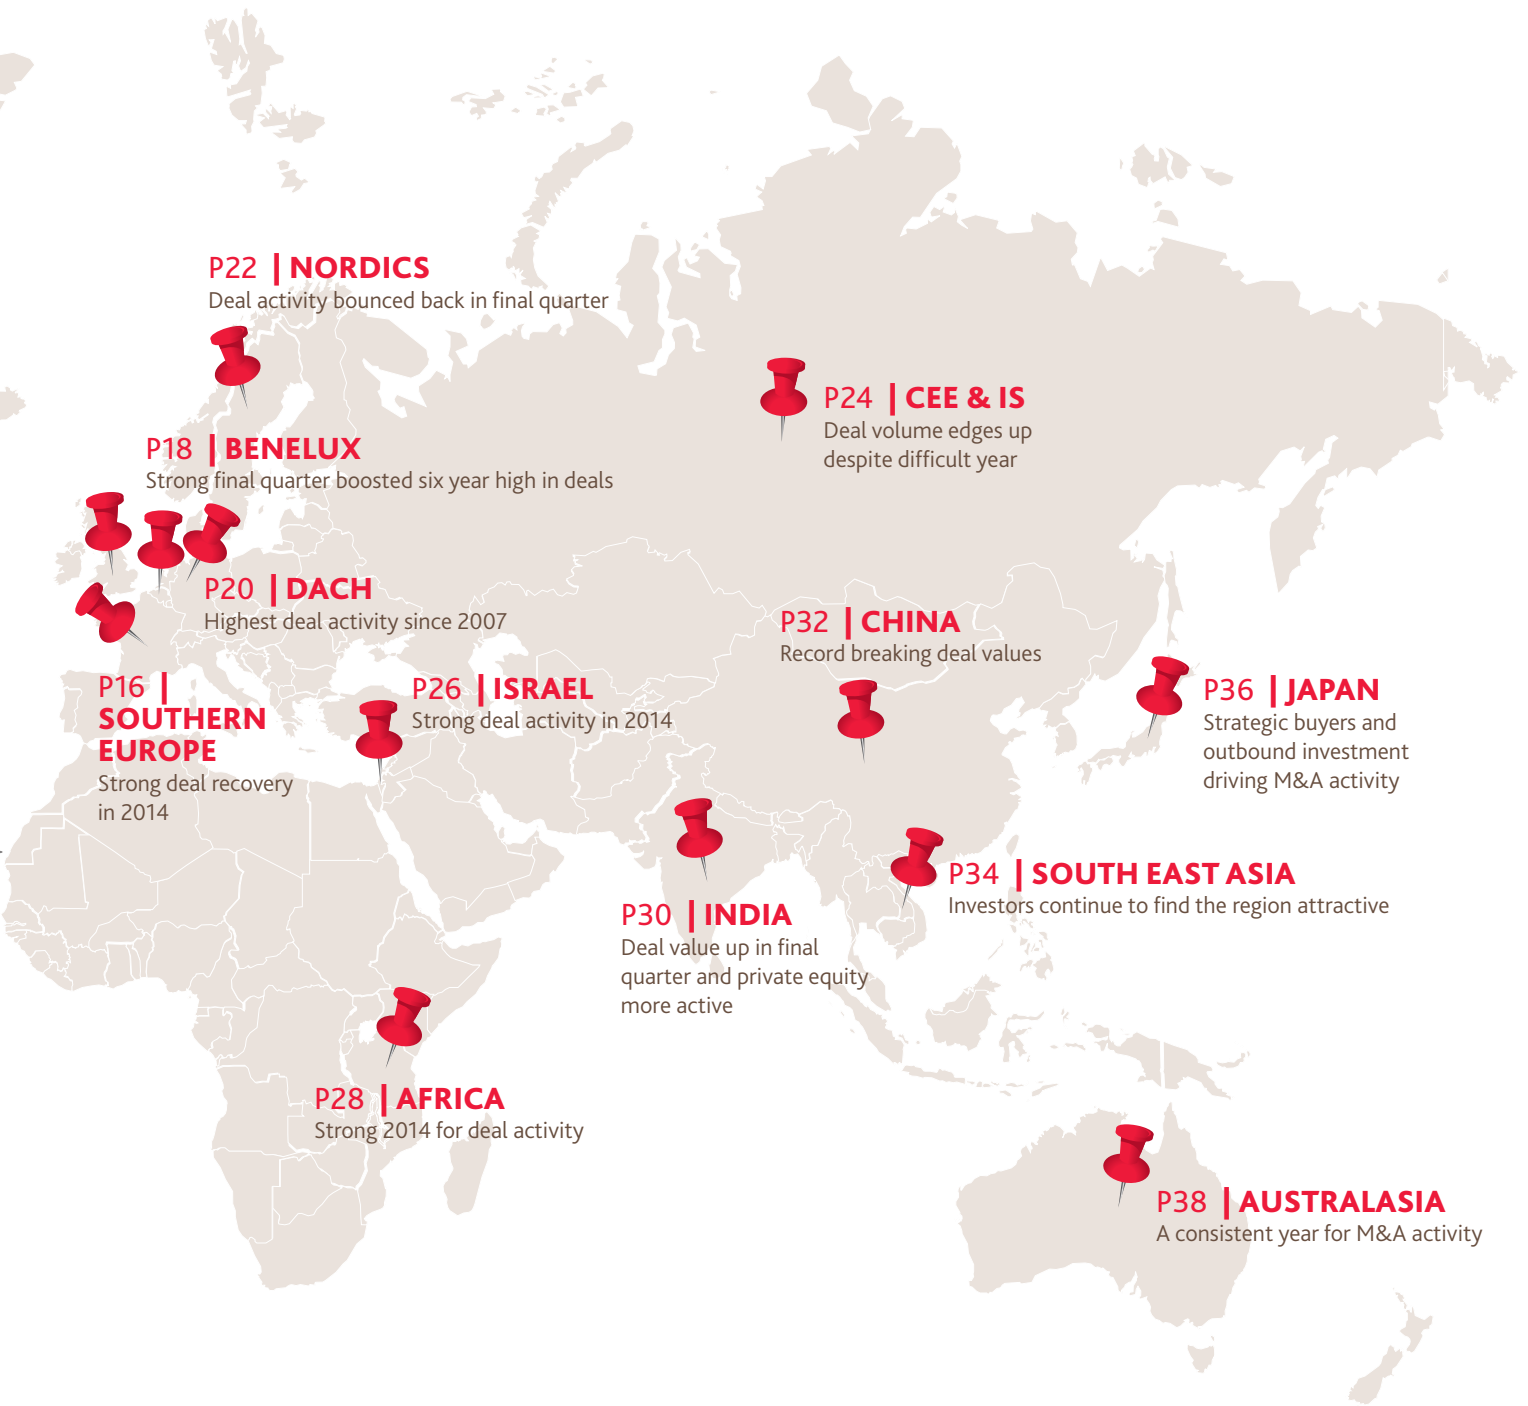 P22 | NORDICS
Deal activity bounced back in final quarter
P24 | CEE & IS
Deal volume edges up
despite difficult year
P18 | BENELUX
Strong final quarter boosted six year high in deals
P20 | DACH
Highest deal activity since 2007
P32 | CHINA
Record breaking deal values
P16 |
SOUTHERN
EUROPE
Strong deal recovery
in 2014
P26 | ISRAEL
Strong deal activity in 2014
P36 | JAPAN
Strategic buyers and
outbound investment
driving M&A activity
P34 | SOUTH EAST ASIA
Investors continue to find the region attractive
P30 | INDIA
Deal value up in final
quarter and private equity
more active
P28 | AFRICA
Strong 2014 for deal activity
P38 | AUSTRALASIA
A consistent year for M&A activity